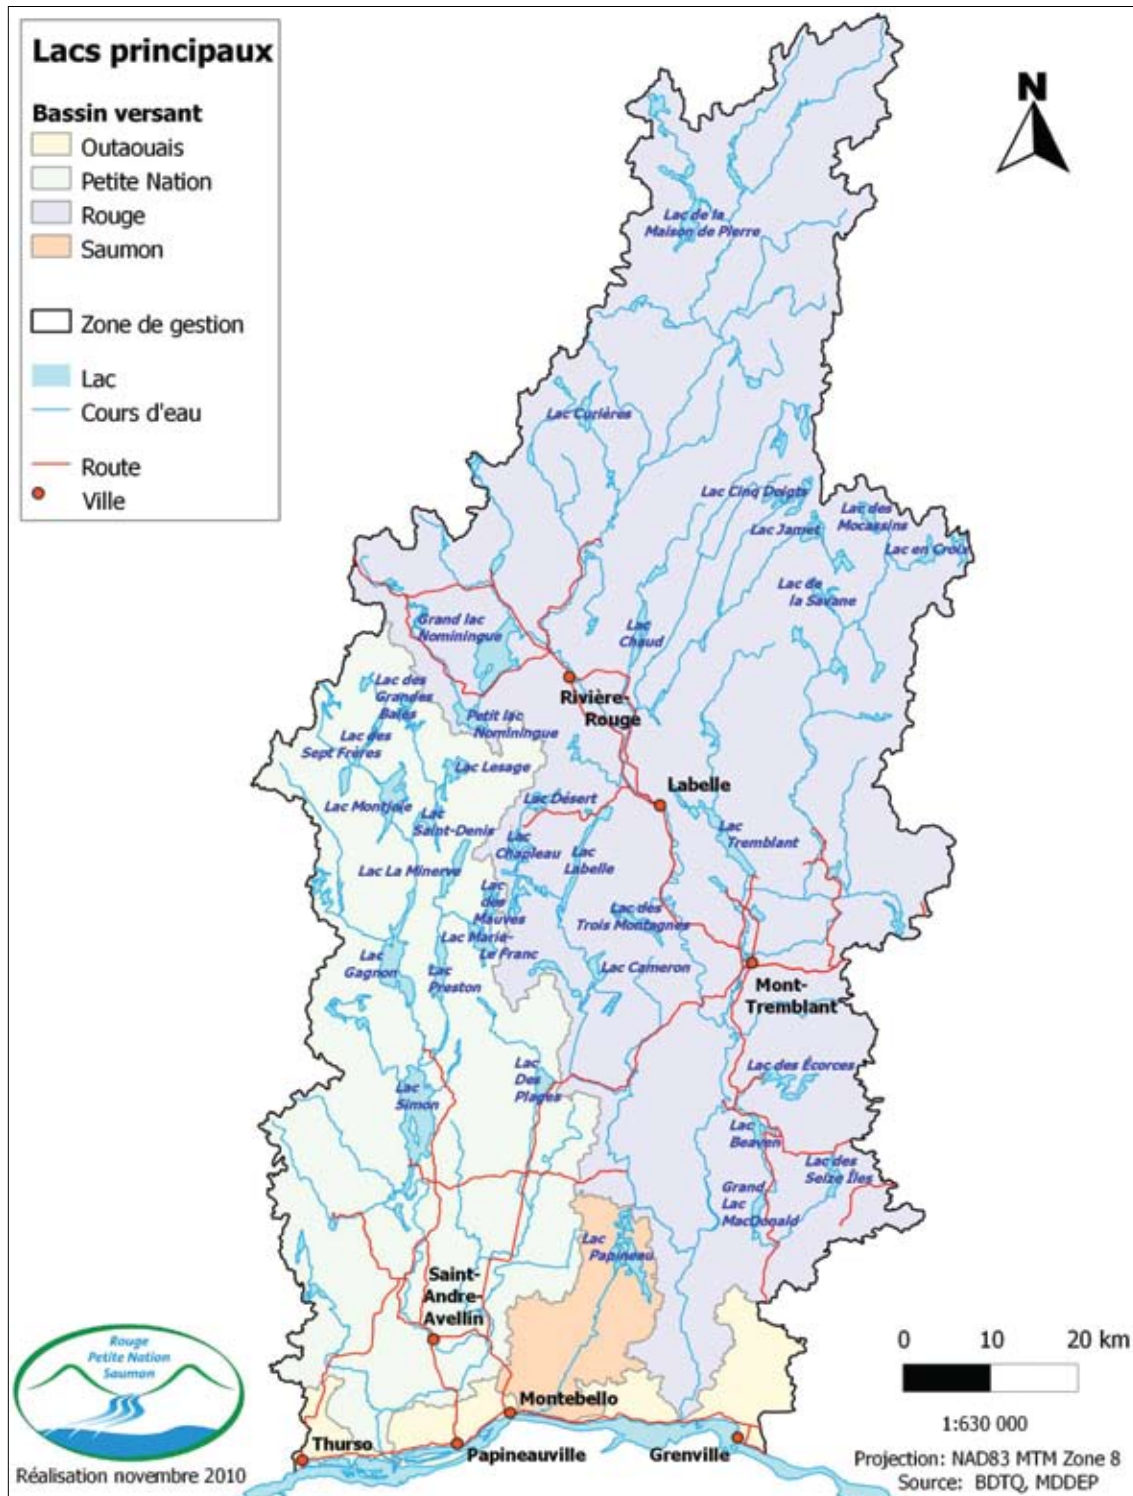 Lacs principaux
Bassin versant
Outaouais
Petite Nation
Rouge
Saumon
Zone de gestion
Lac
Cours d'eau
Route
Ville
N
Lac de la
Maison de Pierre
Lac Curières
Lac Cinq Doigts
Lac Jamet
Lac des
Mocassins
Lac en Croix
Lac de
la Savane
Grand lac
Nominingue
Lac
Chaud
Rivière-
Rouge
Lac des
Grandes
Baies
Petit lac
Nominingue
Lac des
Sept Frères
Lac Lesage
Labelle
Lac Montjoie
Lac Désert
Lac
Saint-Denis
Lac
Chapleau
Lac
Labelle
Lac
Tremblant
Lac La Minerve
Lac
des
Mauves
Lac des
Trois Montagnes
Lac Marie-
Le Franc
Lac
Gagnon
Lac
Preston
Lac Cameron
Mont-
Tremblant
Lac
Des
Plages
Lac des Écorces
Lac
Simon
Lac
Beaven
Lac des
Seize Îles
Grand
Lac
MacDonald
Lac
Papineau
Saint-
Andre-
Avellin
Montebello
Thurso
Papineauville
Grenville
Rouge
Petite Nation
Saumon
Réalisation novembre 2010
0 10 20 km
1:630 000
Projection: NAD83 MTM Zone 8
Source: BDTQ, MDDEP